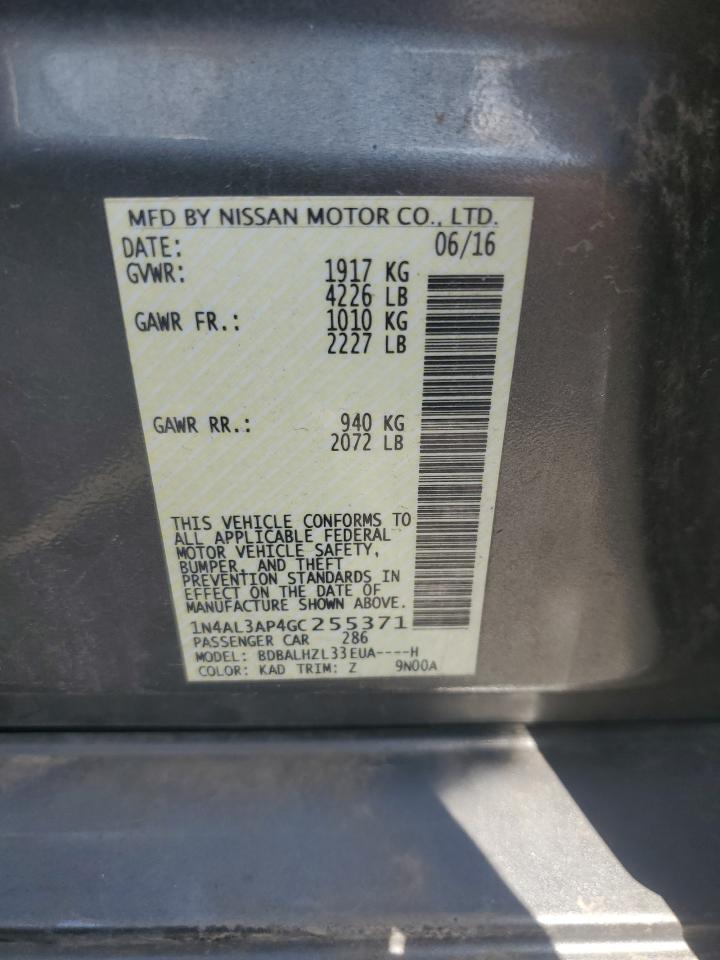 MFD BY NISSAN MOTOR CO., LTD.
DATE: 06/16
GVWR: 1917 KG
4226 LB
GAWR FR.: 1010 KG
2227 LB
GAWR RR.: 940 KG
2072 LB
THIS VEHICLE CONFORMS TO
ALL APPLICABLE FEDERAL
MOTOR VEHICLE SAFETY,
BUMPER, AND THEFT
PREVENTION STANDARDS IN
EFFECT ON THE DATE OF
MANUFACTURE SHOWN ABOVE.
1N4AL3AP4GC255371
PASSENGER CAR 286
MODEL: BDBALHZL33EUA----H
COLOR: KAD TRIM: Z 9N00A